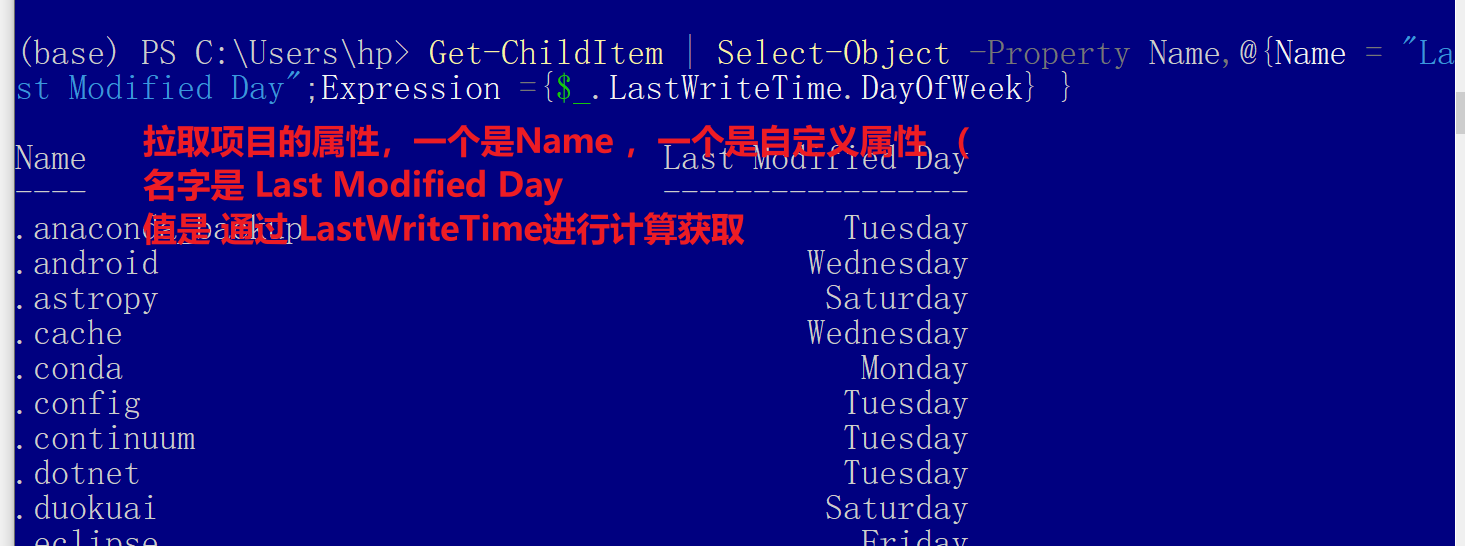 (base) PS C:\Users\hp> Get-ChildItem | Select-Object -Property Name,@{Name = "La
st Modified Day";Expression ={$_.LastWriteTime.DayOfWeek} }
拉取项目的属性，一个是Name ，一个是自定义属性 （
Name Last Modified Day
名字是 Last Modified Day
---- -----------------
值是 通过 LastWriteTime进行计算获取
.anaconda_backup Tuesday
.android Wednesday
.astropy Saturday
.cache Wednesday
.conda Monday
.config Tuesday
.continuum Tuesday
.dotnet Tuesday
.duokuai Saturday
.eclipse Friday